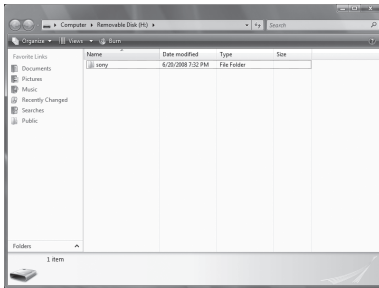 Computer ▸ Removable Disk (H:) ▸
Search
Organize Views Burn
Favorite Links
Name Date modified Type Size
Documents
Pictures
Music
Recently Changed
Searches
Public
sony 6/20/2008 7:32 PM File Folder
Folders
1 item